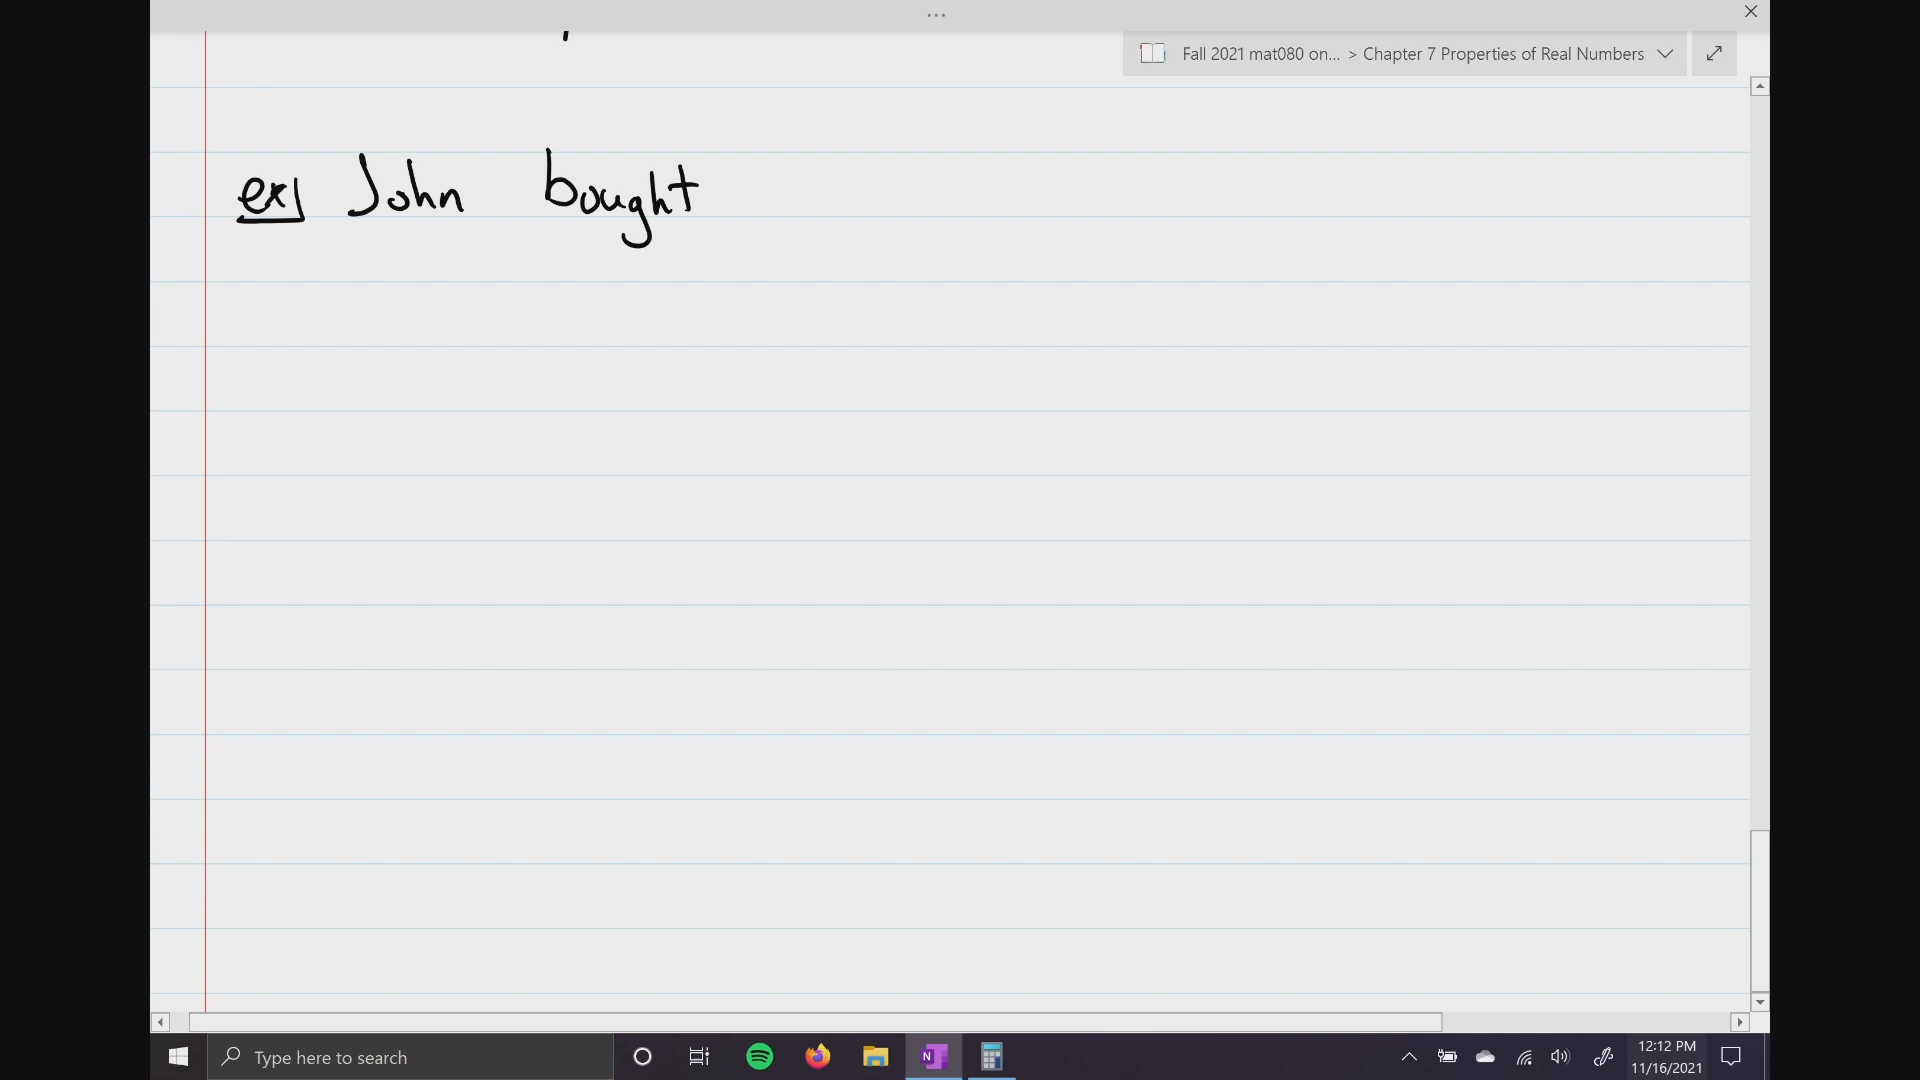 Fall 2021 mat080 on... > Chapter 7 Properties of Real Numbers
ex) John bought
Type here to search
12:12 PM
11/16/2021